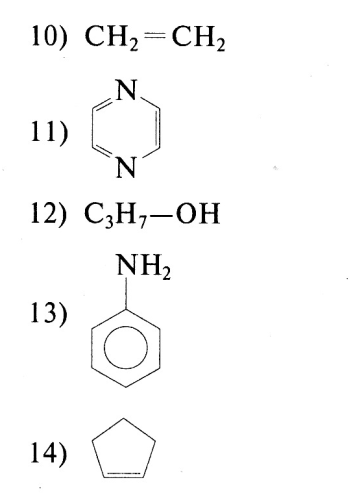 10) CH₂=CH₂
N
11)
N
12) C₃H₇—OH
NH₂
13)
14)